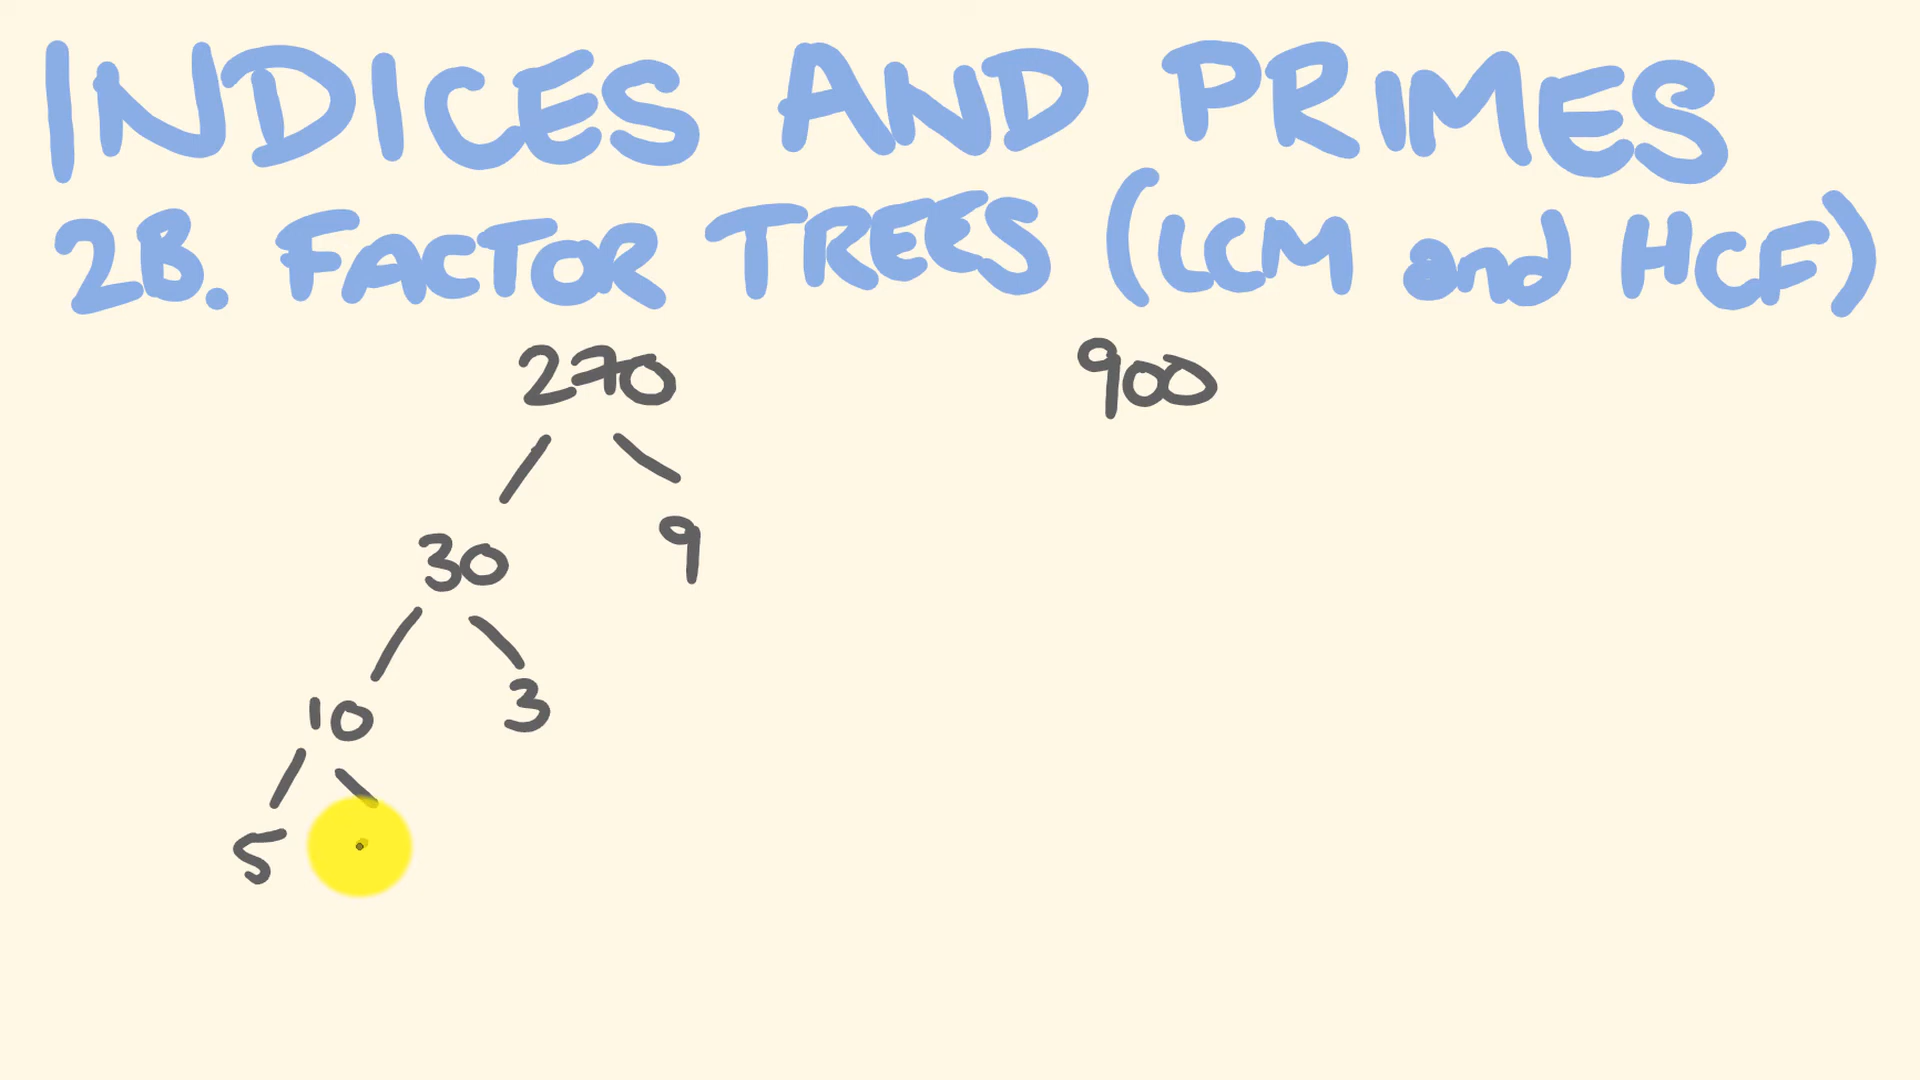 INDICES AND PRIMES
2B. FACTOR TREES (LCM and HCF)
270 900
30 9
10 3
5